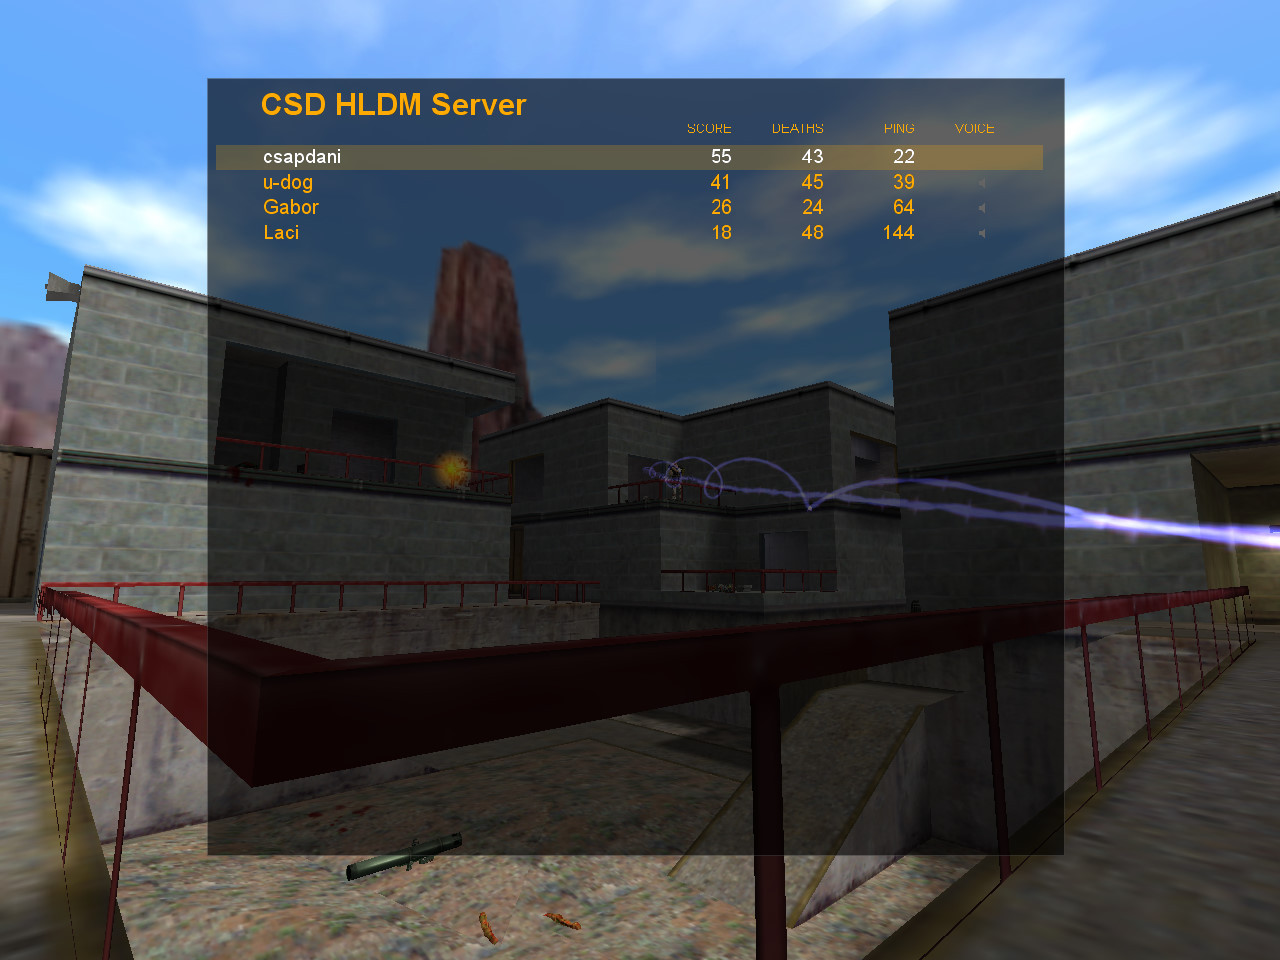 CSD HLDM Server
SCORE DEATHS PING VOICE
csapdani 55 43 22
u-dog 41 45 39
Gabor 26 24 64
Laci 18 48 144